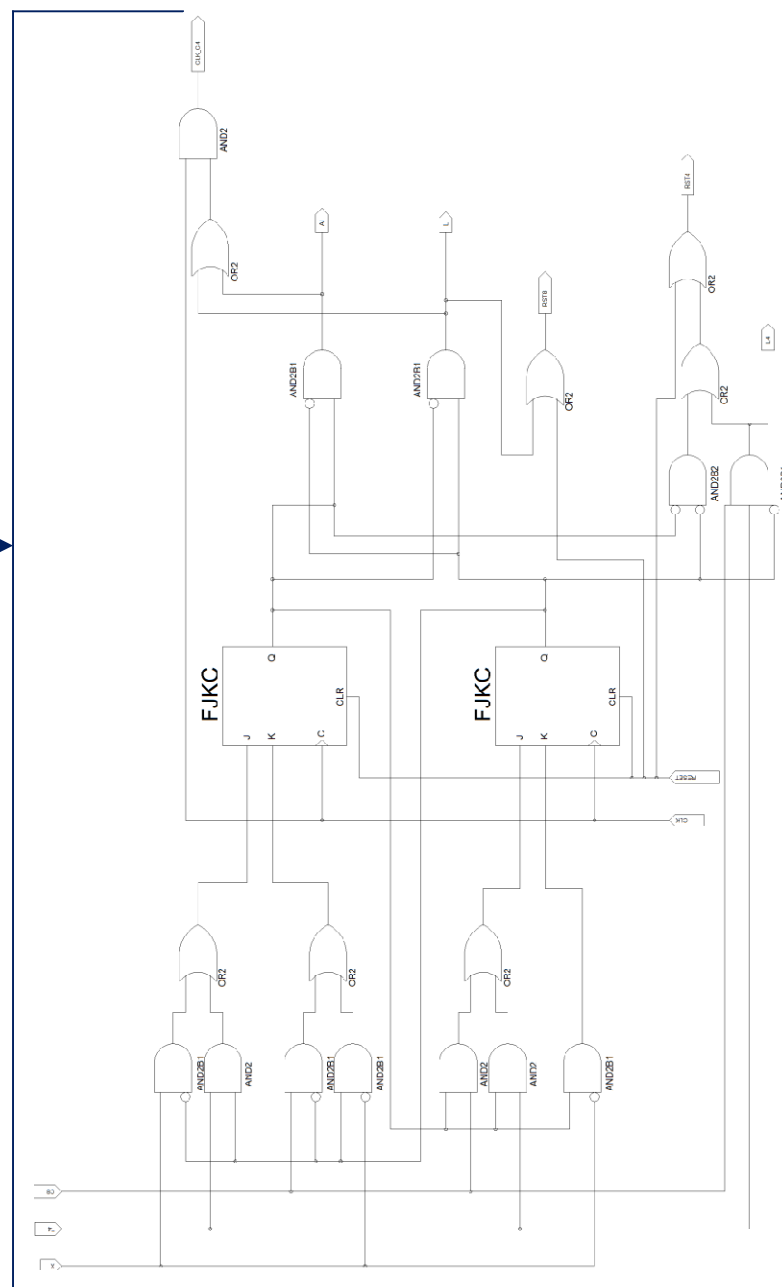 CLK_C4
AND2
OR2
A
L
RST4
RST8
OR2
L4
AND2B1
AND2B1
OR2
OR2
AND2B2
FJKC
Q
CLR
J
K
C
FJKC
Q
CLR
J
K
C
RESET
CLK
OR2
OR2
OR2
AND2B1
AND2
AND2B1
AND2B1
AND2
AND2
AND2B1
C8
X